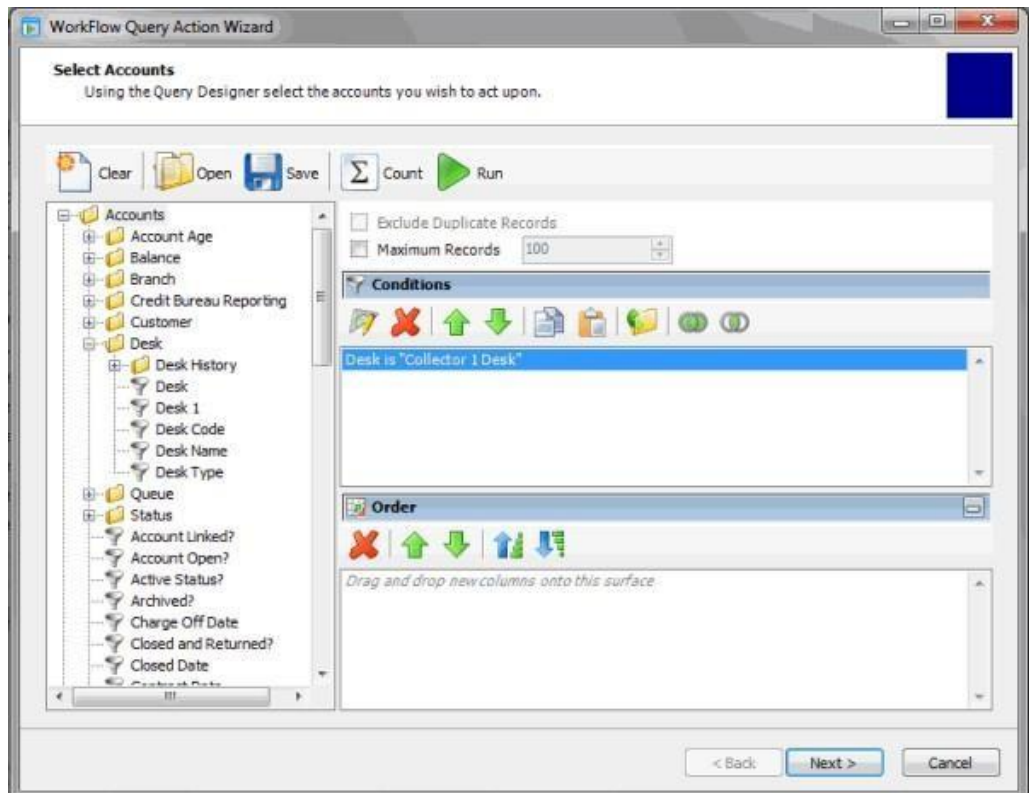 WorkFlow Query Action Wizard
Select Accounts
Using the Query Designer select the accounts you wish to act upon.
Clear Open Save Σ Count Run
Accounts
Account Age
Balance
Branch
Credit Bureau Reporting
Customer
Desk
Desk History
Desk
Desk 1
Desk Code
Desk Name
Desk Type
Queue
Status
Account Linked?
Account Open?
Active Status?
Archived?
Charge Off Date
Closed and Returned?
Closed Date
Exclude Duplicate Records
Maximum Records 100
Conditions
Desk is "Collector 1 Desk"
Order
Drag and drop new columns onto this surface
< Back Next > Cancel